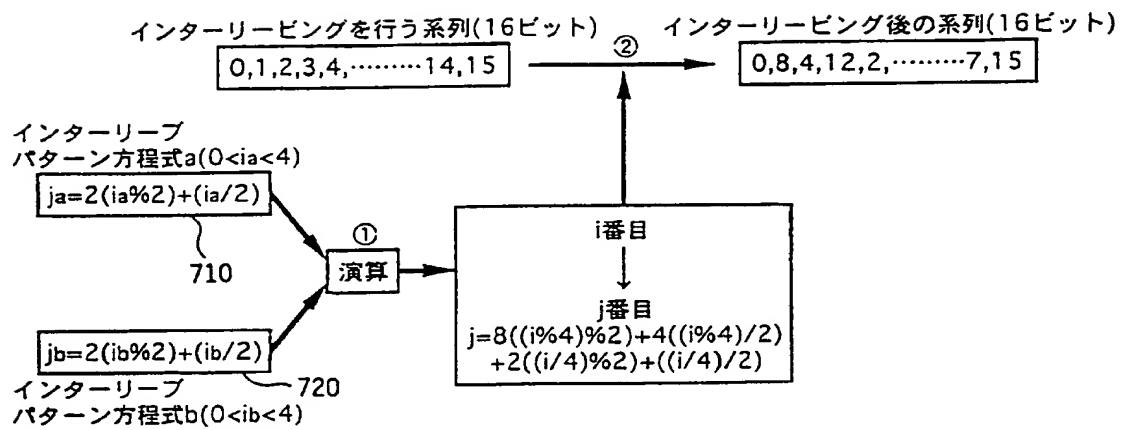 インターリービングを行う系列(16ビット)
0,1,2,3,4,………14,15
②
インターリービング後の系列(16ビット)
0,8,4,12,2,………7,15
インターリーブ
パターン方程式a(0<ia<4)
ja=2(ia%2)+(ia/2)
710
①
演算
i番目
↓
j番目
j=8((i%4)%2)+4((i%4)/2)
+2((i/4)%2)+((i/4)/2)
jb=2(ib%2)+(ib/2)
720
インターリーブ
パターン方程式b(0<ib<4)